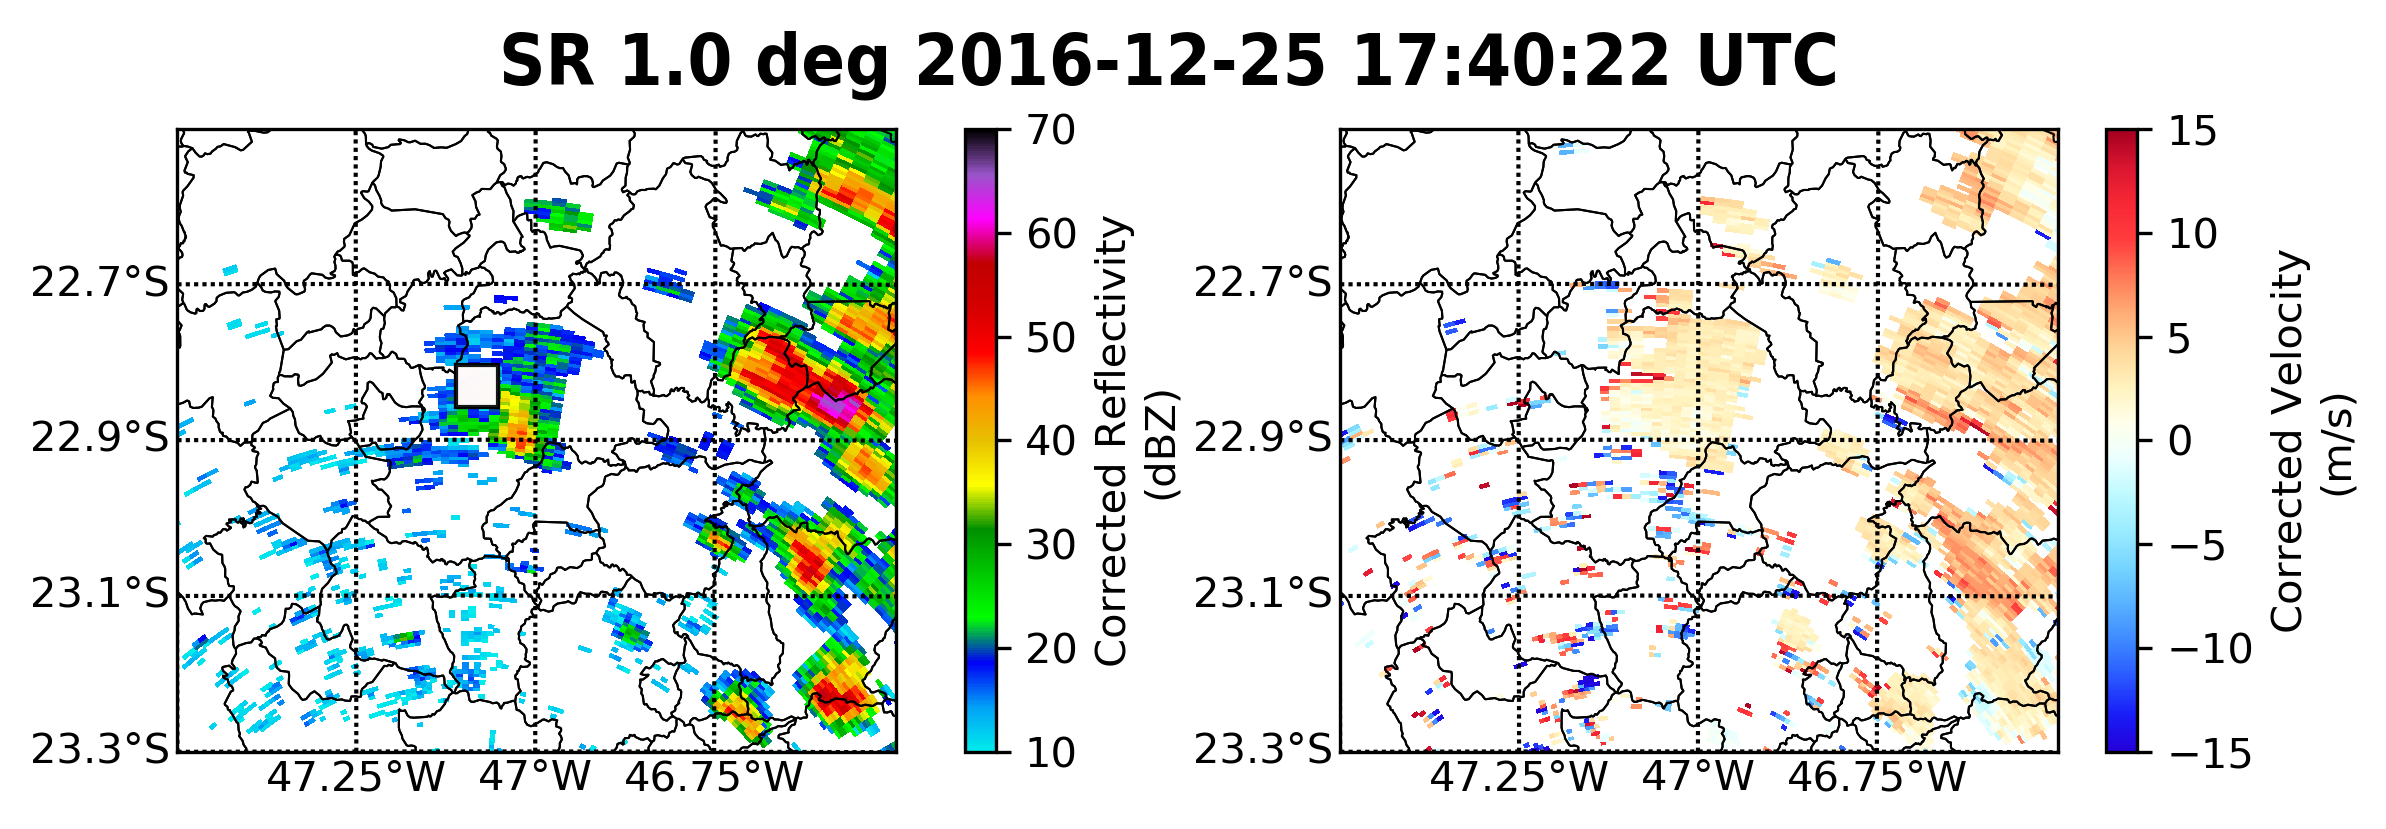 SR 1.0 deg 2016-12-25 17:40:22 UTC
22.7°S
22.9°S
23.1°S
23.3°S
47.25°W
47°W
46.75°W
70
60
50
40
30
20
10
Corrected Reflectivity
(dBZ)
22.7°S
22.9°S
23.1°S
23.3°S
47.25°W
47°W
46.75°W
15
10
5
0
−5
−10
−15
Corrected Velocity
(m/s)